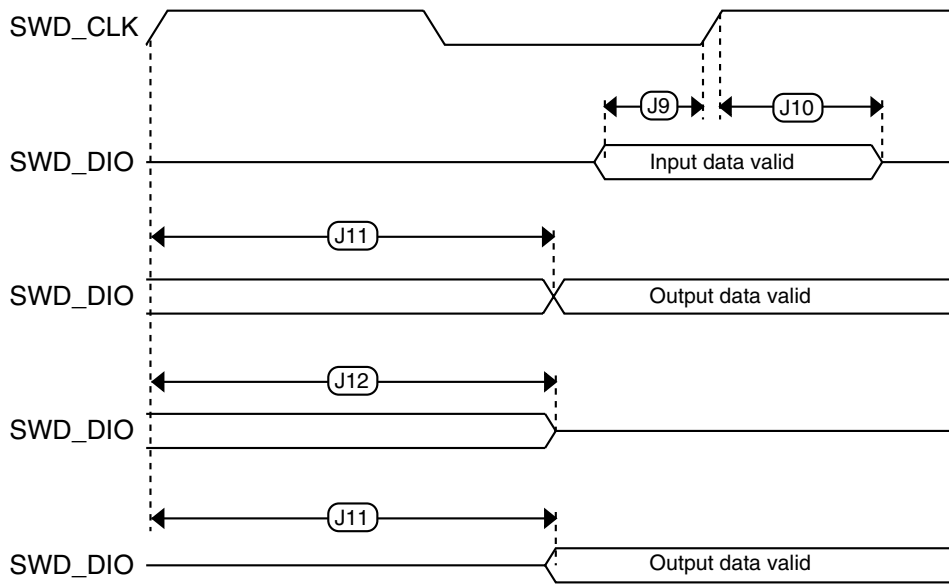 SWD_CLK
J9
J10
SWD_DIO
Input data valid
J11
SWD_DIO
Output data valid
J12
SWD_DIO
J11
SWD_DIO
Output data valid